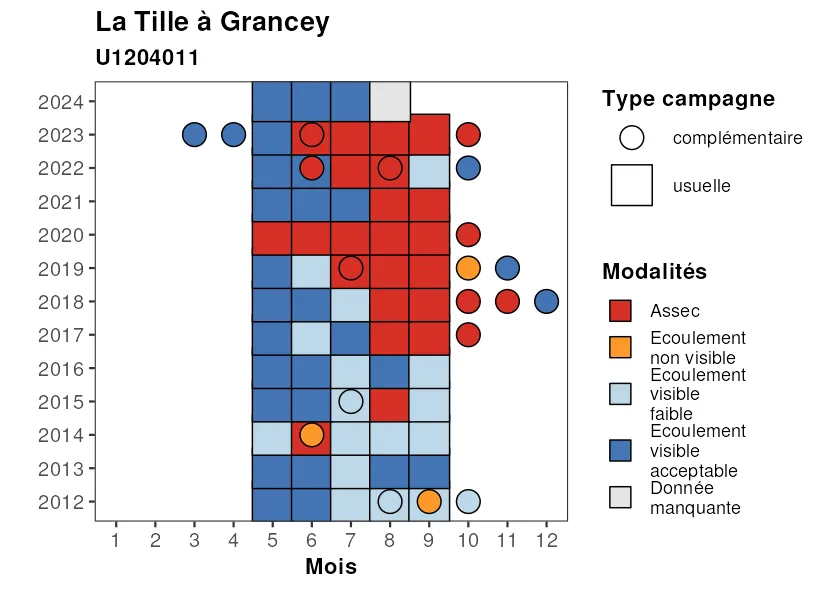 La Tille à Grancey
U1204011
2024
2023
2022
2021
2020
2019
2018
2017
2016
2015
2014
2013
2012
1 2 3 4 5 6 7 8 9 10 11 12
Mois
Type campagne
complémentaire
usuelle
Modalités
Assec
Ecoulement
non visible
Ecoulement
visible
faible
Ecoulement
visible
acceptable
Donnée
manquante